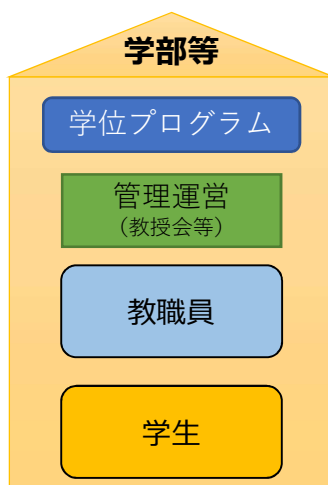 学部等
学位プログラム
管理運営
（教授会等）
教職員
学生